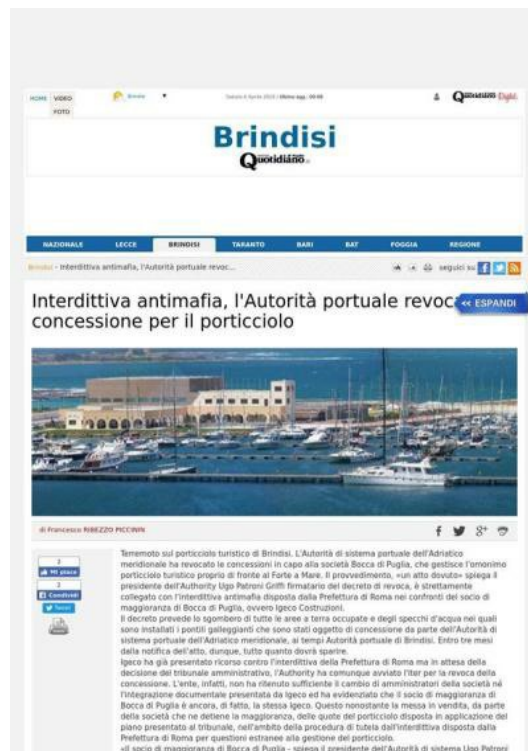 HOME VIDEO
FOTO
Brindisi
Quotidiano Digital
Brindisi
Quotidiano
NAZIONALE LECCE BRINDISI TARANTO BARI BAT FOGGIA REGIONE
Brindisi - Interdittiva antimafia, l'Autorità portuale revoc... seguici su
Interdittiva antimafia, l'Autorità portuale revoca
« ESPANDI
concessione per il porticciolo
di Francesco RIBEZZO PICCININ
Mi piace
Condividi
Tweet
Terremoto sul porticciolo turistico di Brindisi. L'Autorità di sistema portuale dell'Adriatico
meridionale ha revocato le concessioni in capo alla società Bocca di Puglia, che gestisce l'omonimo
porticciolo turistico proprio di fronte al Forte a Mare. Il provvedimento, «un atto dovuto» spiega il
presidente dell'Authority Ugo Patroni Griffi firmatario del decreto di revoca, è strettamente
collegato con l'interdittiva antimafia disposta dalla Prefettura di Roma nei confronti del socio di
maggioranza di Bocca di Puglia, ovvero Igeco Costruzioni.
Il decreto prevede lo sgombero di tutte le aree a terra occupate e degli specchi d'acqua nei quali
sono installati i pontili galleggianti che sono stati oggetto di concessione da parte dell'Autorità di
sistema portuale dell'Adriatico meridionale, ai tempi Autorità portuale di Brindisi. Entro tre mesi
dalla notifica dell'atto, dunque, tutto quanto dovrà sparire.
Igeco ha già presentato ricorso contro l'interdittiva della Prefettura di Roma ma in attesa della
decisione del tribunale amministrativo, l'Authority ha comunque avviato l'iter per la revoca della
concessione. L'ente, infatti, non ha ritenuto sufficiente il cambio di amministratori della società né
l'integrazione documentale presentata da Igeco ed ha evidenziato che il socio di maggioranza di
Bocca di Puglia è ancora, di fatto, la stessa Igeco. Questo nonostante la messa in vendita, da parte
della società che ne detiene la maggioranza, delle quote del porticciolo disposta in applicazione del
piano presentato al tribunale, nell'ambito della procedura di tutela dall'interdittiva disposta dalla
Prefettura di Roma per questioni estranee alla gestione del porticciolo.
«Il socio di maggioranza di Bocca di Puglia - spiega il presidente dell'Autorità di sistema Ugo Patroni